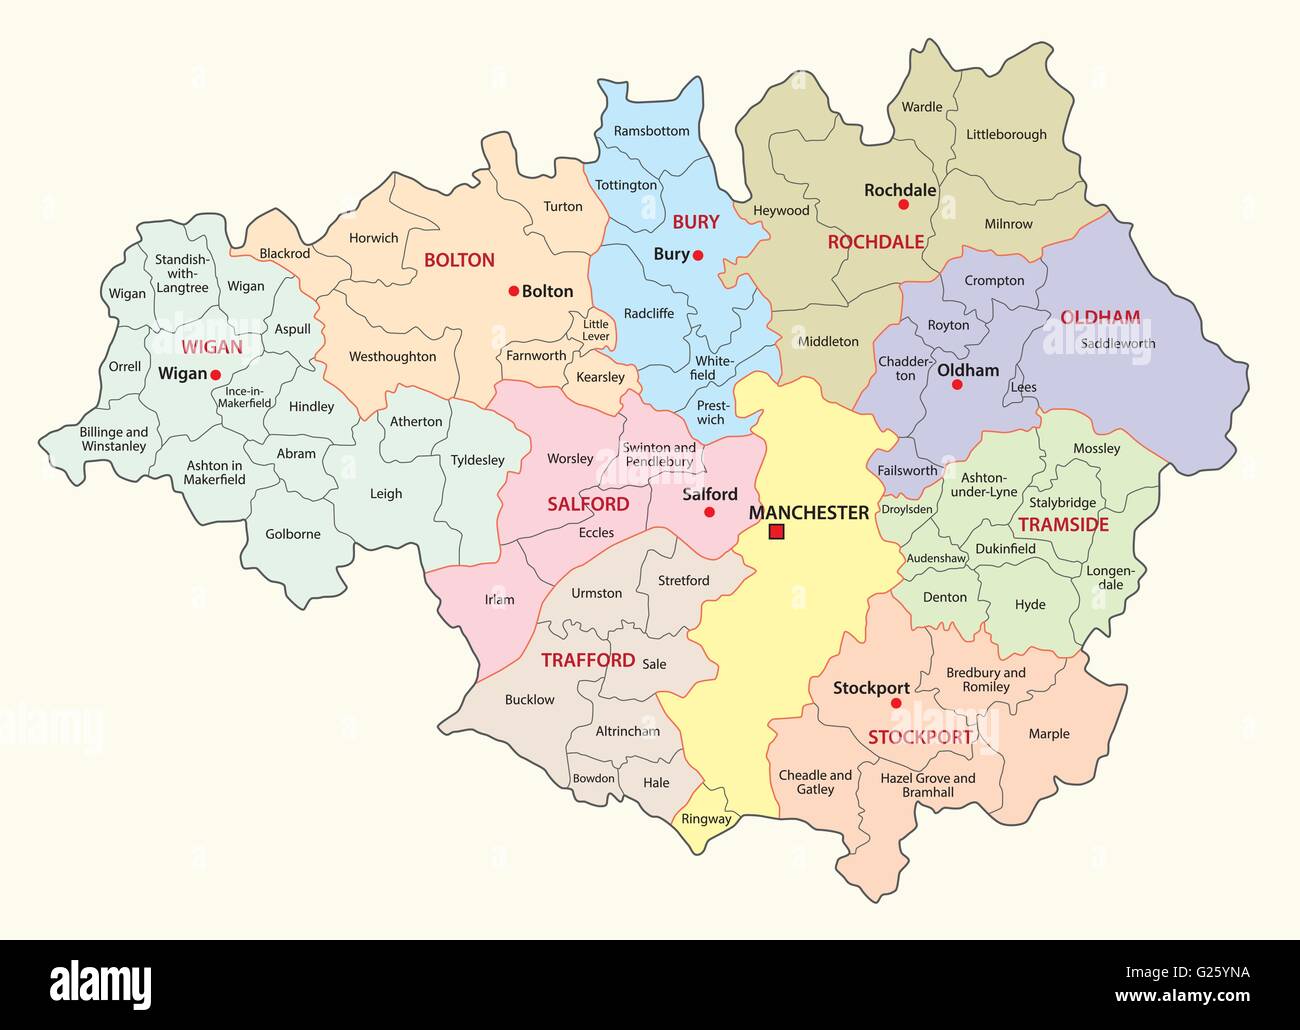 Wardle
Littleborough
Ramsbottom
Tottington
Rochdale
Turton
Heywood
BURY
Milnrow
Horwich
ROCHDALE
Blackrod
BOLTON
Bury
Standish-
with-
Langtree
Wigan
Wigan
Bolton
Crompton
Radcliffe
Little
Lever
Royton
OLDHAM
Aspull
WIGAN
Middleton
Saddleworth
Orrell
Wigan
Westhoughton
Farnworth
Kearsley
White-
field
Chadder-
ton
Oldham
Lees
Ince-in-
Makerfield
Hindley
Prest-
wich
Atherton
Billinge and
Winstanley
Abram
Tyldesley
Worsley
Swinton and
Pendlebury
Mossley
Ashton in
Makerfield
Failsworth
Ashton-
under-Lyne
Leigh
SALFORD
Salford
MANCHESTER
Droylsden
Stalybridge
TRAMSIDE
Golborne
Eccles
Audenshaw
Dukinfield
Longen-
dale
Stretford
Urmston
Irlam
Denton
Hyde
TRAFFORD
Sale
Bredbury and
Romiley
Stockport
Bucklow
Altrincham
STOCKPORT
Marple
Bowdon
Hale
Cheadle and
Gatley
Hazel Grove and
Bramhall
Ringway
a
alamy
alamy
Image ID: G25YNA
www.alamy.com